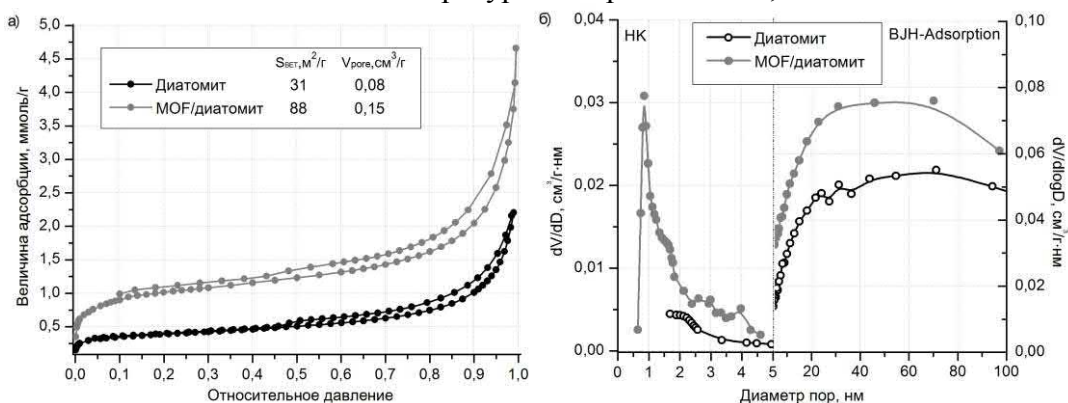 а)
Величина адсорбции, ммоль/г
5,0
4,5
4,0
3,5
3,0
2,5
2,0
1,5
1,0
0,5
S_BET, м²/г V_pore, см³/г
Диатомит 31 0,08
MOF/диатомит 88 0,15
0,0 0,1 0,2 0,3 0,4 0,5 0,6 0,7 0,8 0,9 1,0
Относительное давление
б)
dV/dD, см³/г·нм
0,04
0,03
0,02
0,01
0,00
HK
BJH-Adsorption
Диатомит
MOF/диатомит
0 1 2 3 4 5 20 40 60 80 100
Диаметр пор, нм
0,10
0,08
0,06
0,04
0,02
0,00
dV/dlogD, см³/г·нм